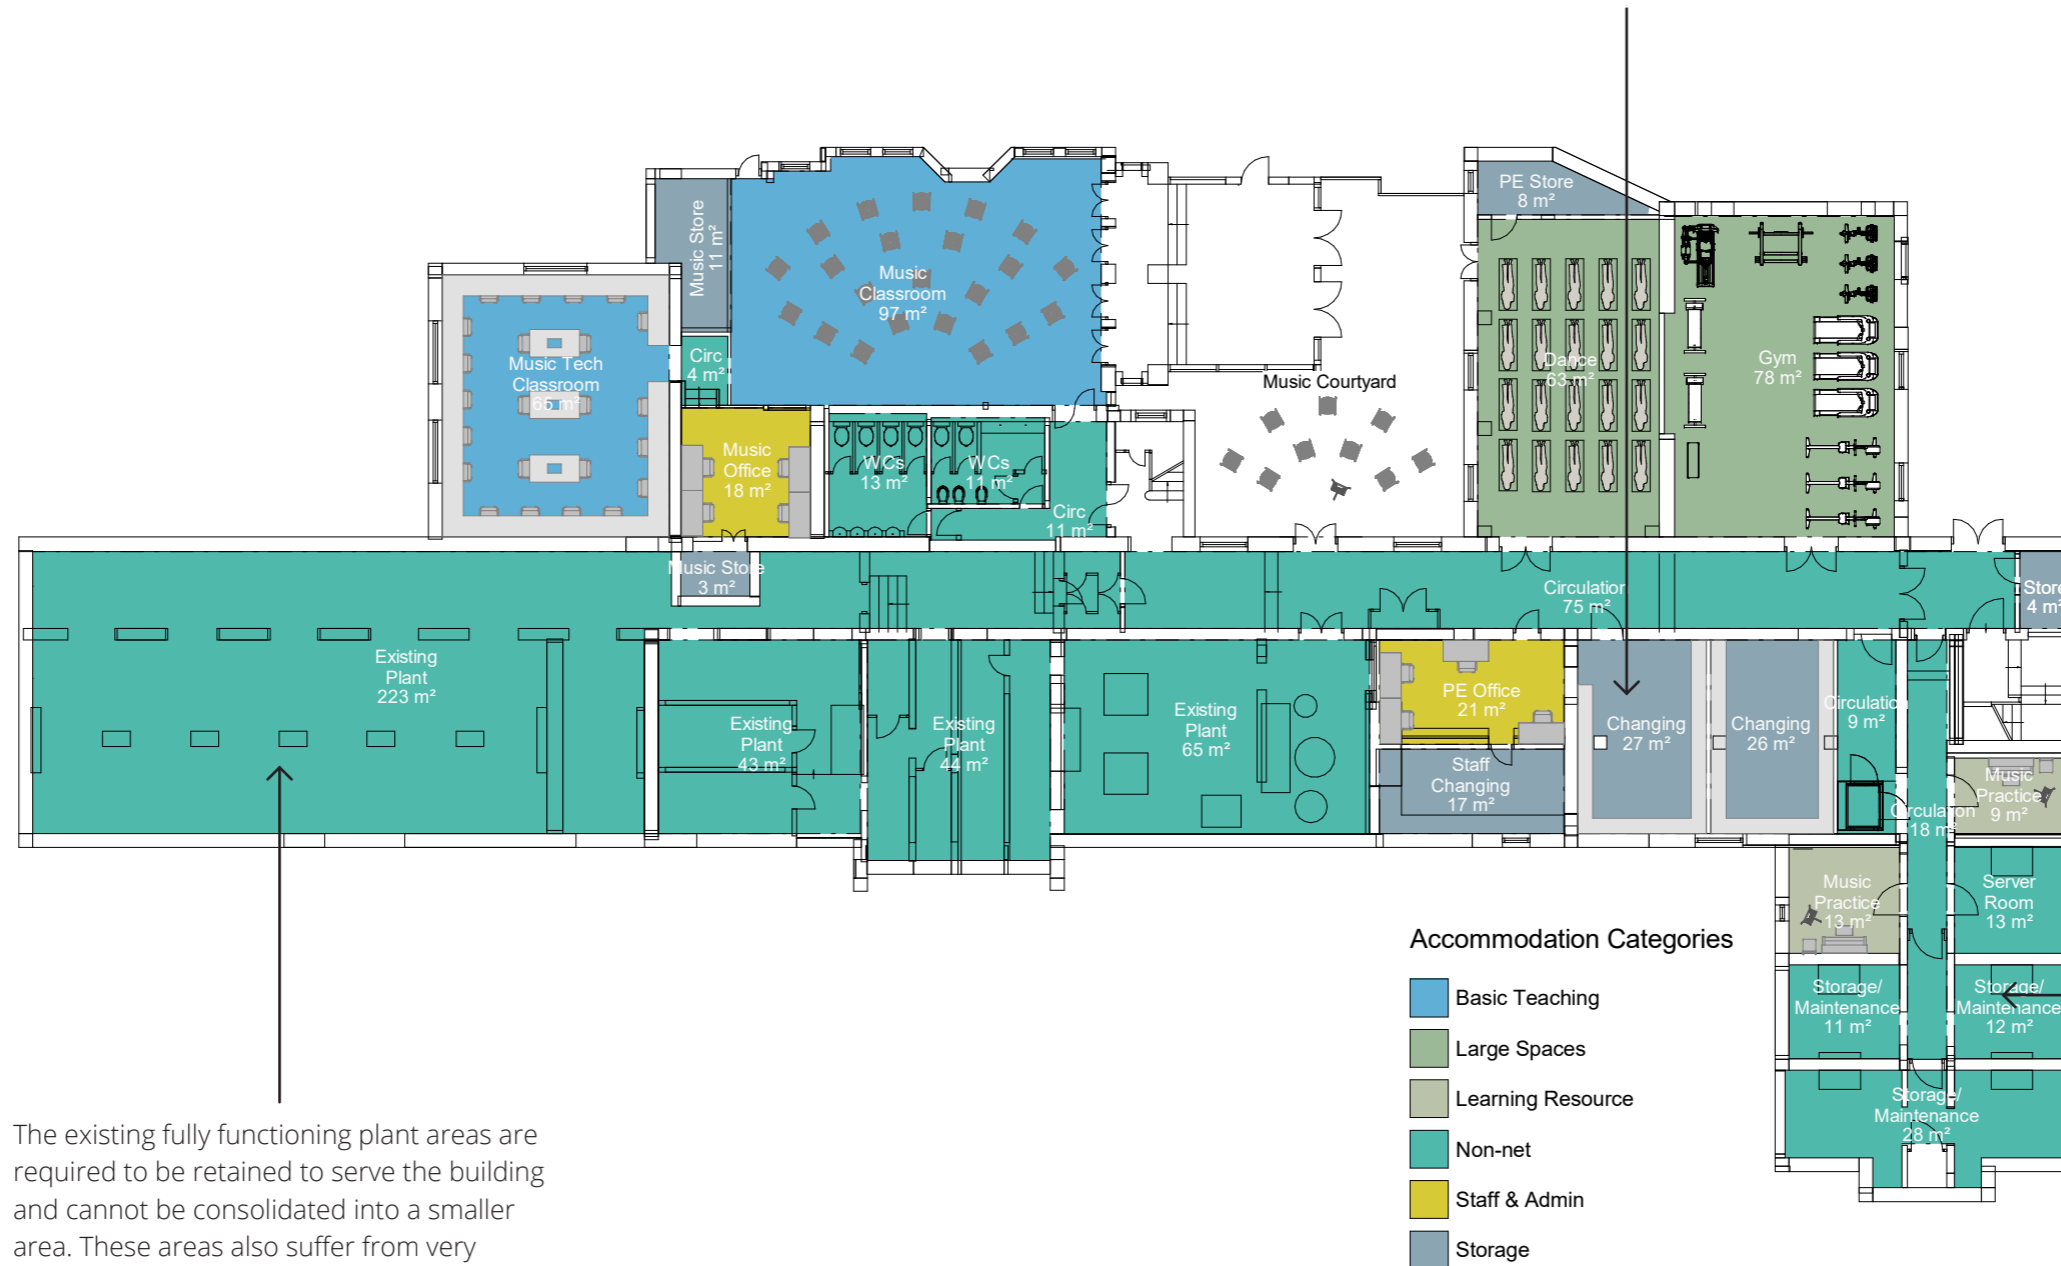 PE Store
8 m²
Music Store
11 m²
Music
Classroom
97 m²
Music Tech
Classroom
65 m²
Circ
4 m²
Dance
63 m²
Gym
78 m²
Music Courtyard
Music
Office
18 m²
WCs
13 m²
WCs
11 m²
Circ
11 m²
Music Store
3 m²
Circulation
75 m²
Store
4 m²
Existing
Plant
223 m²
Existing
Plant
43 m²
Existing
Plant
44 m²
Existing
Plant
65 m²
PE Office
21 m²
Staff
Changing
17 m²
Changing
27 m²
Changing
26 m²
Circulation
9 m²
Circulation
18 m²
Music
Practice
9 m²
Music
Practice
13 m²
Server
Room
13 m²
Storage/
Maintenance
11 m²
Storage/
Maintenance
12 m²
Storage/
Maintenance
28 m²
Accommodation Categories
Basic Teaching
Large Spaces
Learning Resource
Non-net
Staff & Admin
Storage
The existing fully functioning plant areas are
required to be retained to serve the building
and cannot be consolidated into a smaller
area. These areas also suffer from very